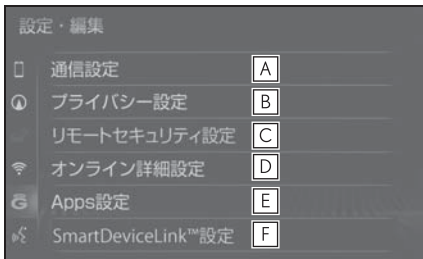 設定・編集
通信設定 A
プライバシー設定 B
リモートセキュリティ設定 C
オンライン詳細設定 D
G Apps設定 E
SmartDeviceLink™設定 F